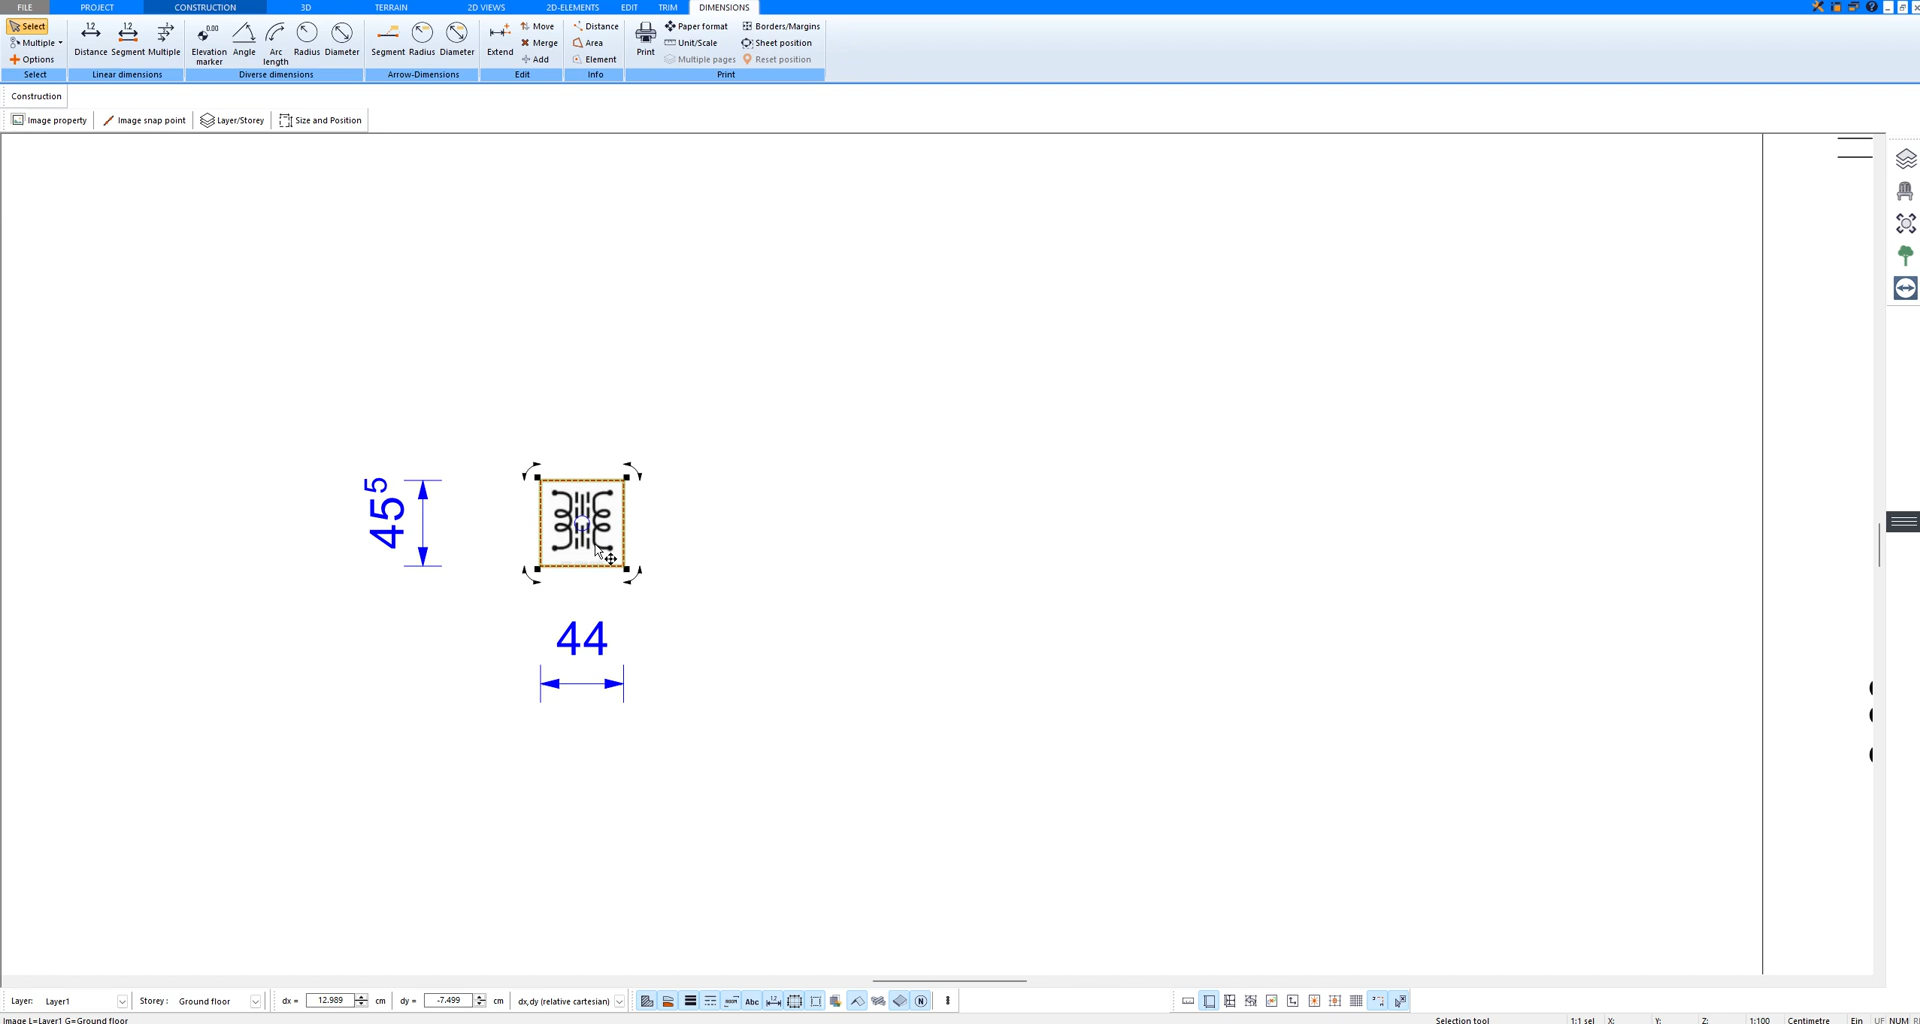 FILE PROJECT CONSTRUCTION 3D TERRAIN 2D VIEWS 2D-ELEMENTS EDIT TRIM DIMENSIONS
Select Multiple Options Select
Distance Segment Multiple Linear dimensions
Elevation marker Angle Arc length Radius Diameter Diverse dimensions
Segment Radius Diameter Arrow-Dimensions
Extend Move Merge Add Edit
Distance Area Element Info
Print Paper format Unit/Scale Multiple pages Borders/Margins Sheet position Reset position Print
Construction
Image property Image snap point Layer/Storey Size and Position
45⁵
44
Layer: Layer1 Storey: Ground floor dx = 12.989 cm dy = -7.499 cm dx,dy (relative cartesian) Abc
Image L=Layer1 G=Ground floor Selection tool 1:1 sel X: Y: Z: 1:100 Centimetre Ein UF NUM